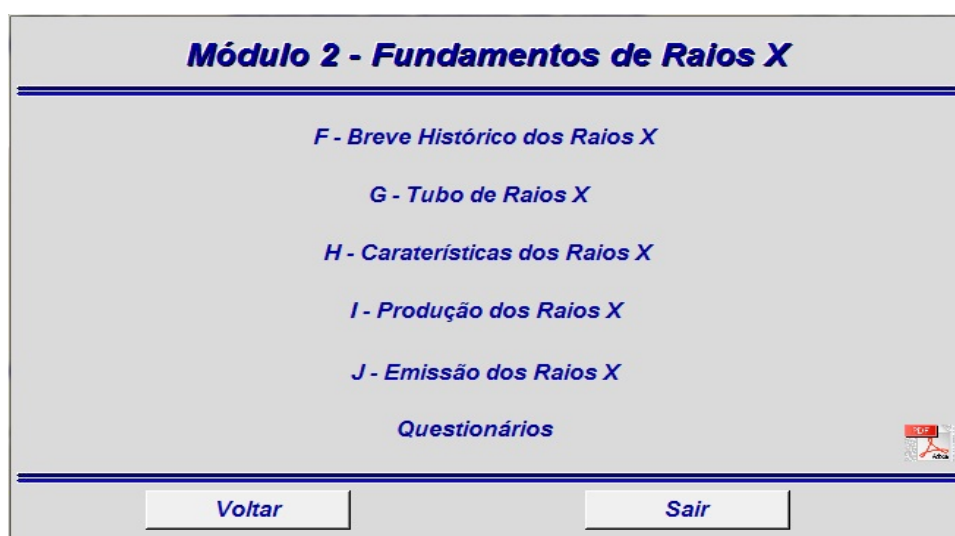 Módulo 2 - Fundamentos de Raios X
F - Breve Histórico dos Raios X
G - Tubo de Raios X
H - Caraterísticas dos Raios X
I - Produção dos Raios X
J - Emissão dos Raios X
Questionários
PDF
Adobe
Voltar
Sair